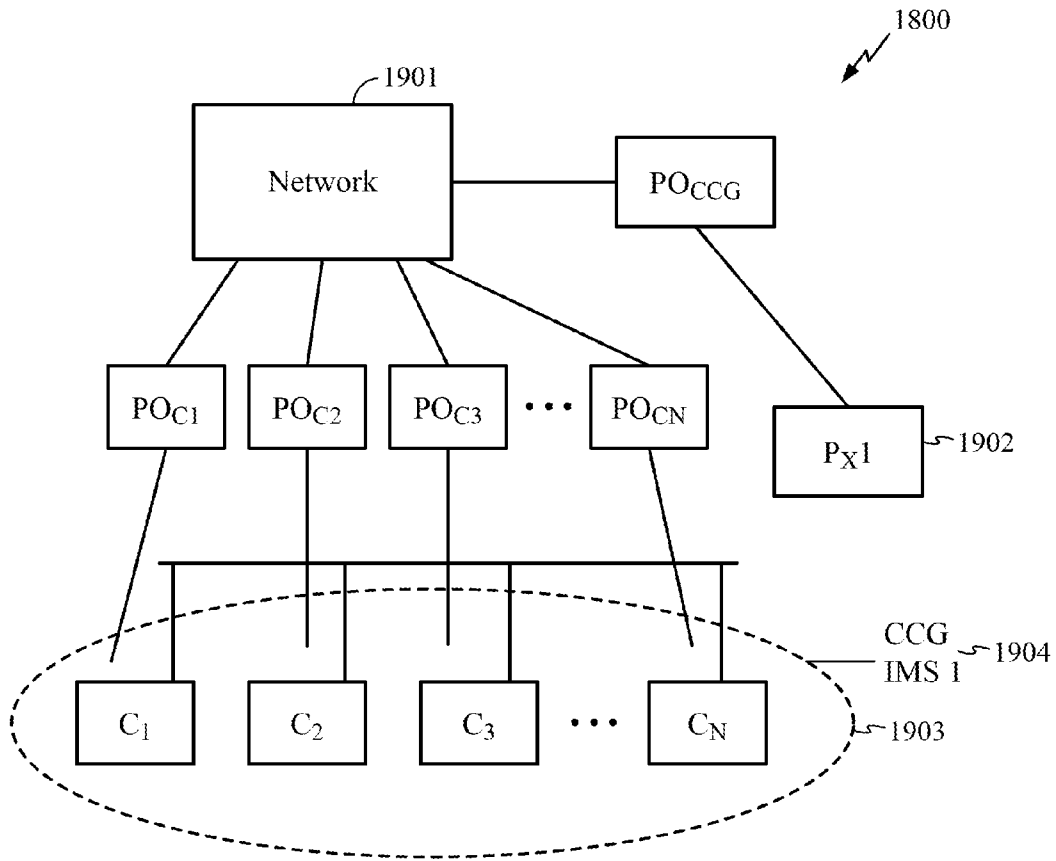 1800
1901
Network
PO_CCG
PO_C1
PO_C2
PO_C3
•••
PO_CN
P_X1
1902
CCG
IMS 1
1904
C_1
C_2
C_3
•••
C_N
1903